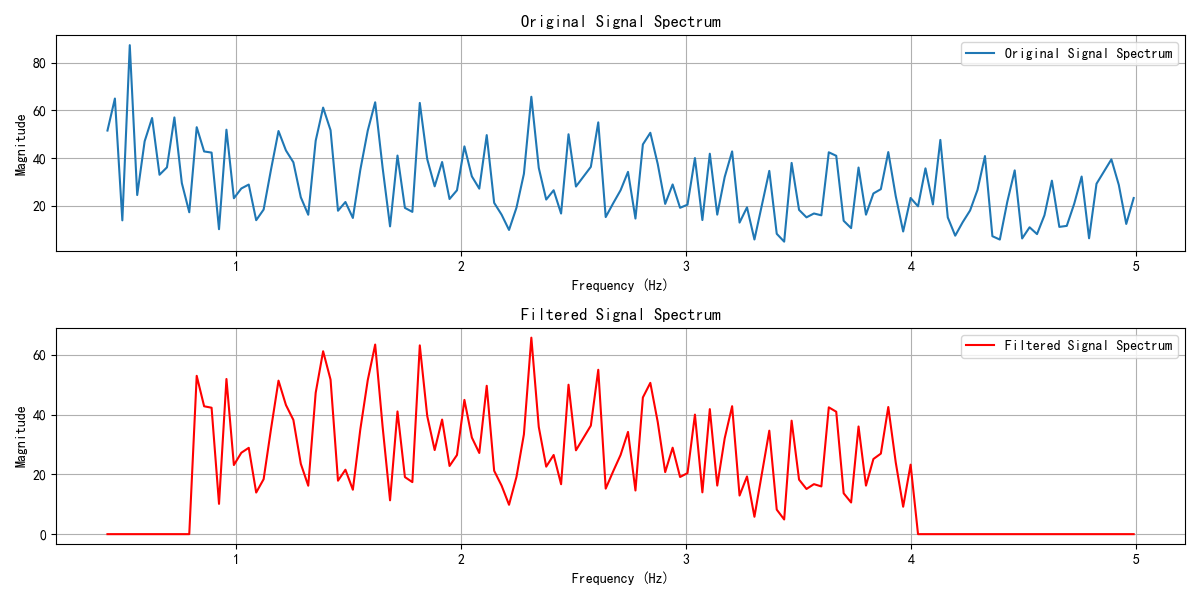 Original Signal Spectrum
Original Signal Spectrum
Magnitude
80
60
40
20
1 2 3 4 5
Frequency (Hz)
Filtered Signal Spectrum
Filtered Signal Spectrum
Magnitude
60
40
20
0
1 2 3 4 5
Frequency (Hz)